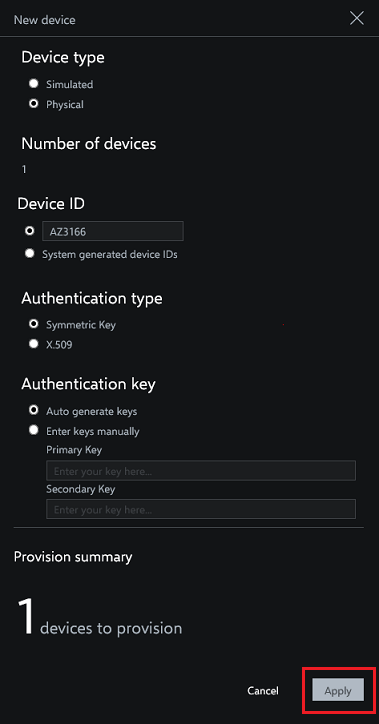 New device
Device type
Simulated
Physical
Number of devices
1
Device ID
AZ3166
System generated device IDs
Authentication type
Symmetric Key
X.509
Authentication key
Auto generate keys
Enter keys manually
Primary Key
Enter your key here...
Secondary Key
Enter your key here...
Provision summary
1 devices to provision
Cancel Apply